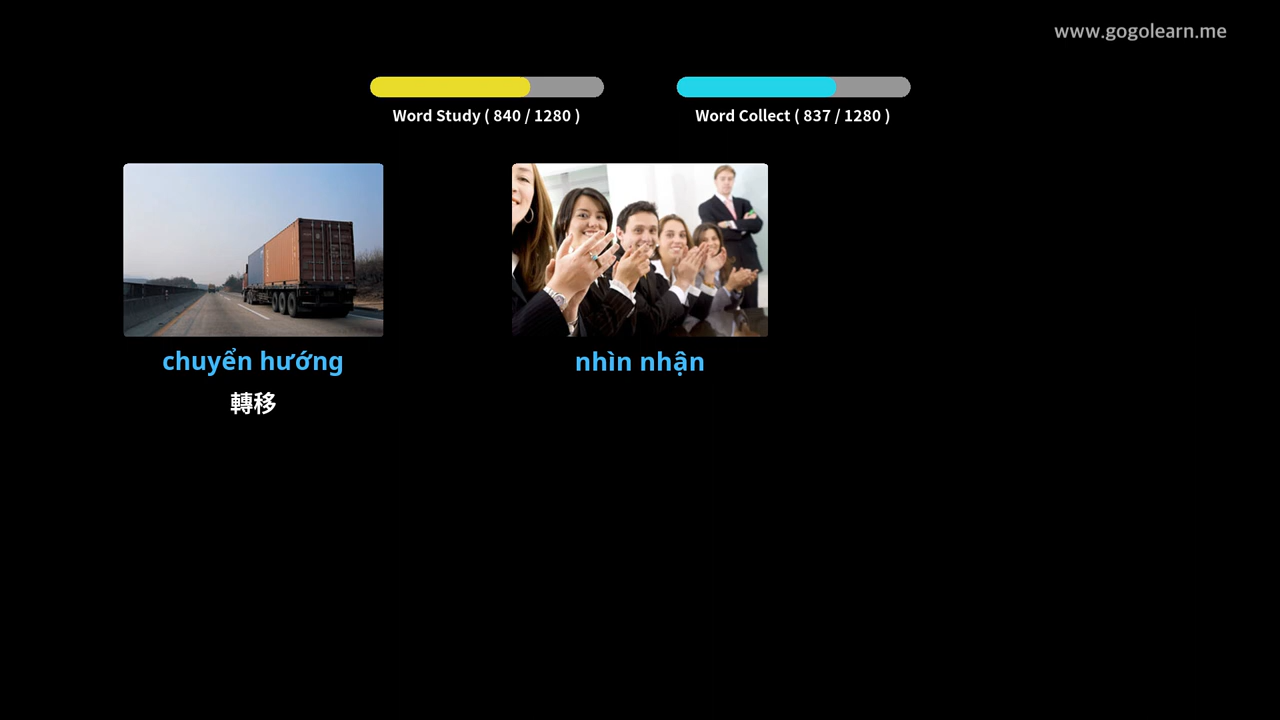 www.gogolearn.me
Word Study ( 840 / 1280 )
Word Collect ( 837 / 1280 )
chuyển hướng
nhìn nhận
轉移